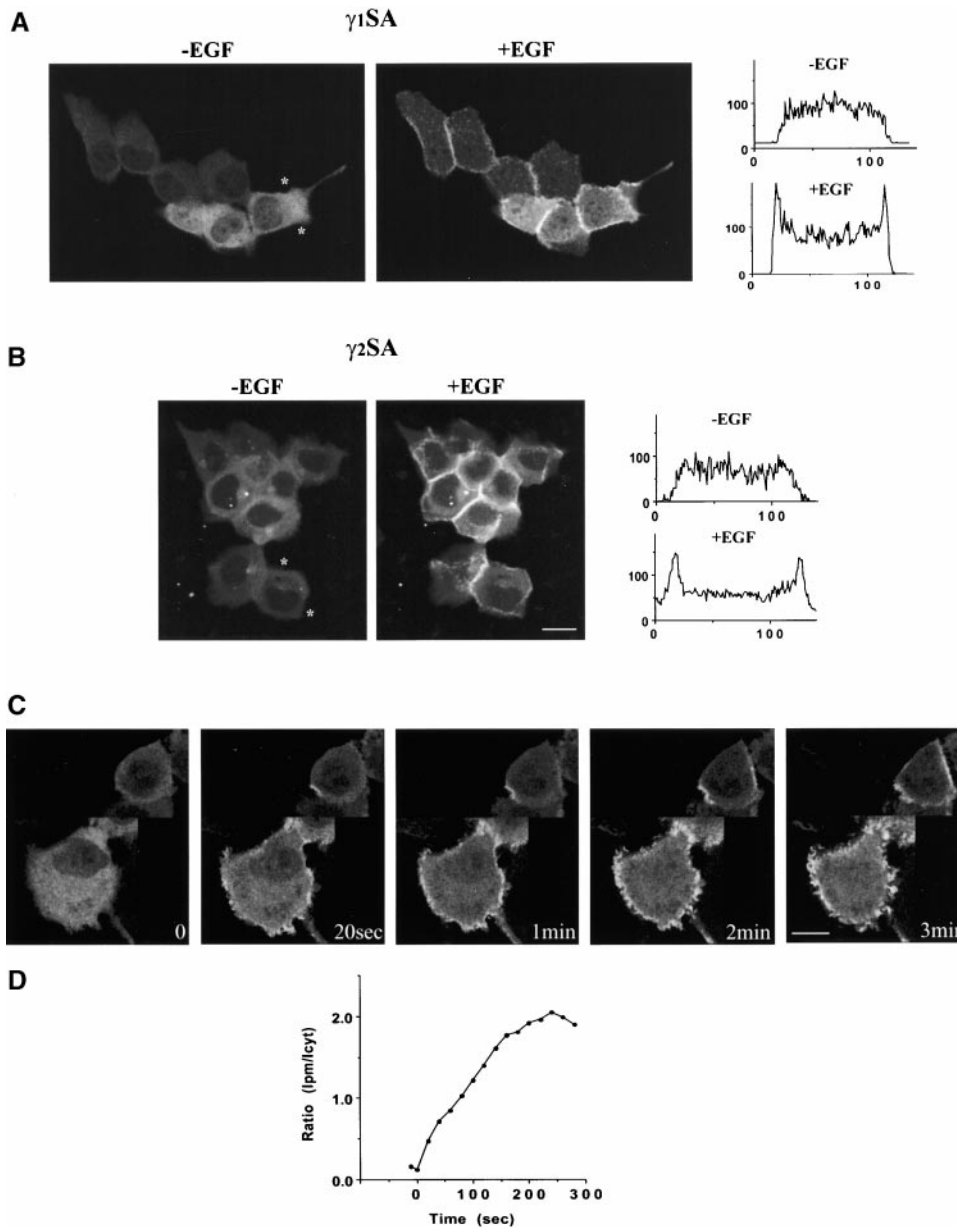 A
γ1SA
-EGF
+EGF
-EGF
100
0
0 100
+EGF
100
0
0 100
*
*
B
γ2SA
-EGF
+EGF
-EGF
100
0
0 100
+EGF
100
0
0 100
*
*
C
0
20sec
1min
2min
3min
D
Ratio (Ipm/Icyt)
2.0
1.0
0.0
0 100 200 300
Time (sec)